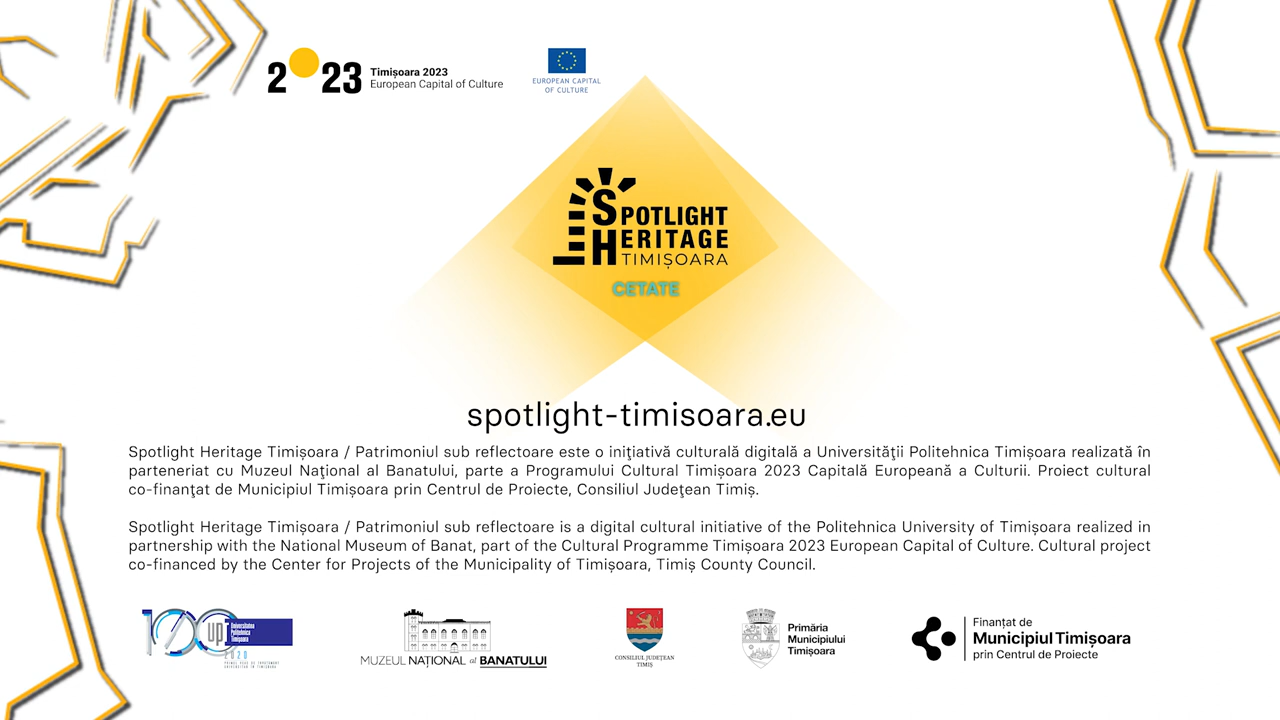 2023 Timișoara 2023
European Capital of Culture
EUROPEAN CAPITAL
OF CULTURE
SPOTLIGHT
HERITAGE
TIMIȘOARA
CETATE
spotlight-timisoara.eu
Spotlight Heritage Timișoara / Patrimoniul sub reflectoare este o iniţiativă culturală digitală a Universităţii Politehnica Timișoara realizată în
parteneriat cu Muzeul Naţional al Banatului, parte a Programului Cultural Timișoara 2023 Capitală Europeană a Culturii. Proiect cultural
co-finanţat de Municipiul Timișoara prin Centrul de Proiecte, Consiliul Judeţean Timiș.
Spotlight Heritage Timișoara / Patrimoniul sub reflectoare is a digital cultural initiative of the Politehnica University of Timișoara realized in
partnership with the National Museum of Banat, part of the Cultural Programme Timișoara 2023 European Capital of Culture. Cultural project
co-financed by the Center for Projects of the Municipality of Timișoara, Timiș County Council.
100 upt Universitatea
Politehnica
Timișoara
2020
MUZEUL NAȚIONAL al BANATULUI
CONSILIUL JUDEȚEAN
TIMIȘ
Primăria
Municipiului
Timișoara
Finanțat de
Municipiul Timișoara
prin Centrul de Proiecte